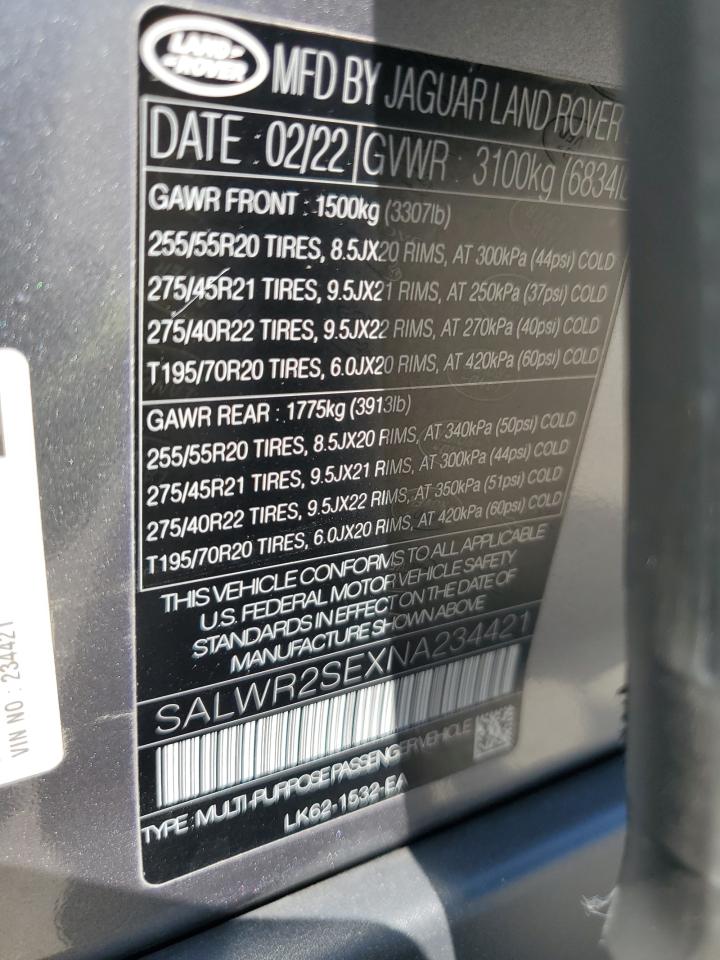 LAND ROVER
MFD BY JAGUAR LAND ROVER
DATE : 02/22 GVWR : 3100kg (6834l
GAWR FRONT : 1500kg (3307lb)
255/55R20 TIRES, 8.5JX20 RIMS, AT 300kPa (44psi) COLD
275/45R21 TIRES, 9.5JX21 RIMS, AT 250kPa (37psi) COLD
275/40R22 TIRES, 9.5JX22 RIMS, AT 270kPa (40psi) COLD
T195/70R20 TIRES, 6.0JX20 RIMS, AT 420kPa (60psi) COLD
GAWR REAR : 1775kg (3913lb)
255/55R20 TIRES, 8.5JX20 RIMS, AT 340kPa (50psi) COLD
275/45R21 TIRES, 9.5JX21 RIMS, AT 300kPa (44psi) COLD
275/40R22 TIRES, 9.5JX22 RIMS, AT 350kPa (51psi) COLD
T195/70R20 TIRES, 6.0JX20 RIMS, AT 420kPa (60psi) COLD
THIS VEHICLE CONFORMS TO ALL APPLICABLE
U.S. FEDERAL MOTOR VEHICLE SAFETY
STANDARDS IN EFFECT ON THE DATE OF
MANUFACTURE SHOWN ABOVE
SALWR2SEXNA234421
TYPE : MULTI-PURPOSE PASSENGER VEHICLE
LK62-1532-EA
VIN NO : 234421